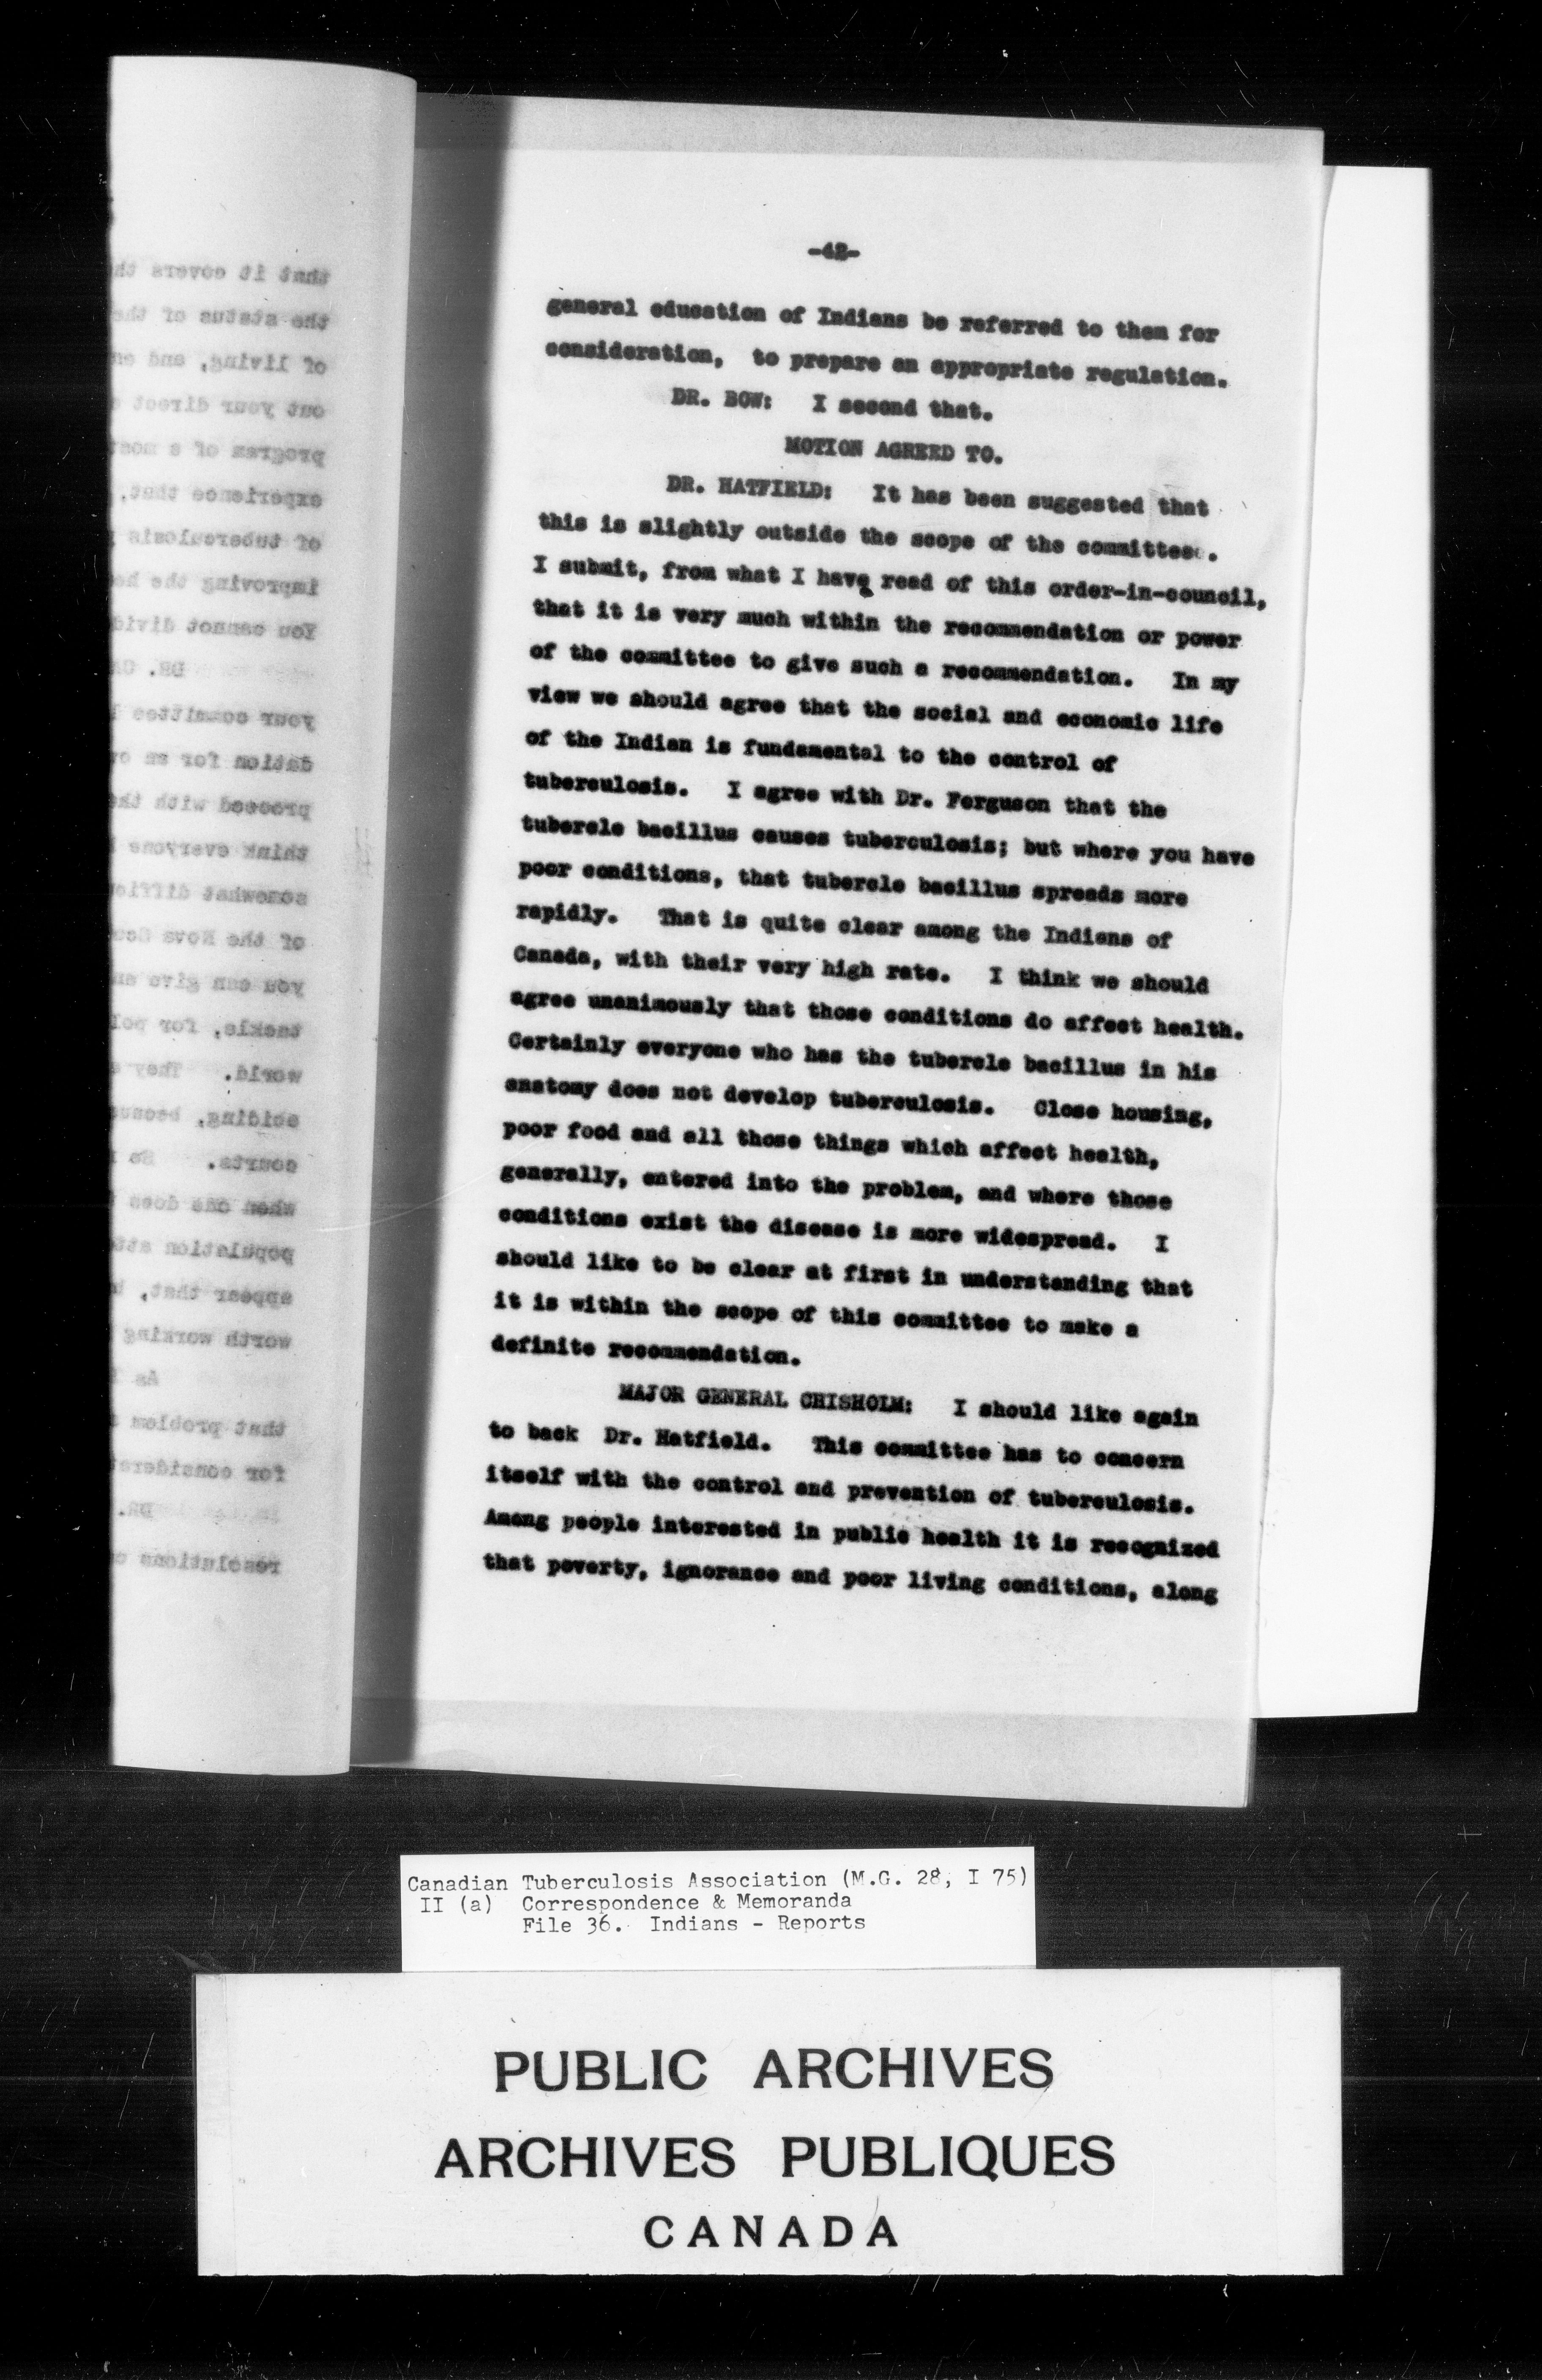 -42-
general education of Indians be referred to them for
consideration, to prepare an appropriate regulation.
DR. BOW: I second that.
MOTION AGREED TO.
DR. HATFIELD: It has been suggested that
this is slightly outside the scope of the committee.
I submit, from what I have read of this order-in-council,
that it is very much within the recommendation or power
of the committee to give such a recommendation. In my
view we should agree that the social and economic life
of the Indian is fundamental to the control of
tuberculosis. I agree with Dr. Ferguson that the
tubercle bacillus causes tuberculosis; but where you have
poor conditions, that tubercle bacillus spreads more
rapidly. That is quite clear among the Indians of
Canada, with their very high rate. I think we should
agree unanimously that those conditions do affect health.
Certainly everyone who has the tubercle bacillus in his
anatomy does not develop tuberculosis. Close housing,
poor food and all those things which affect health,
generally, entered into the problem, and where those
conditions exist the disease is more widespread. I
should like to be clear at first in understanding that
it is within the scope of this committee to make a
definite recommendation.
MAJOR GENERAL CHISHOLM: I should like again
to back Dr. Hatfield. This committee has to concern
itself with the control and prevention of tuberculosis.
Among people interested in public health it is recognized
that poverty, ignorance and poor living conditions, along
Canadian Tuberculosis Association (M.G. 28, I 75)
II (a) Correspondence & Memoranda
File 36. Indians - Reports
PUBLIC ARCHIVES
ARCHIVES PUBLIQUES
CANADA